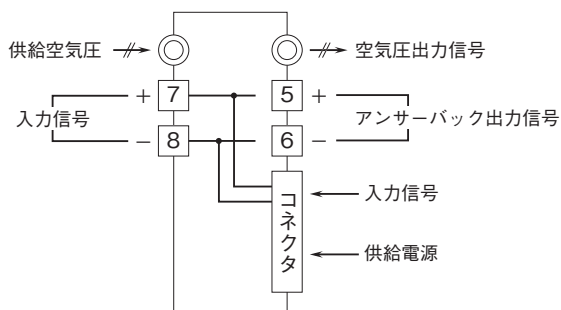 供給空気圧
空気圧出力信号
+ 7 5 +
入力信号
アンサーバック出力信号
− 8 6 −
コネクタ
入力信号
供給電源